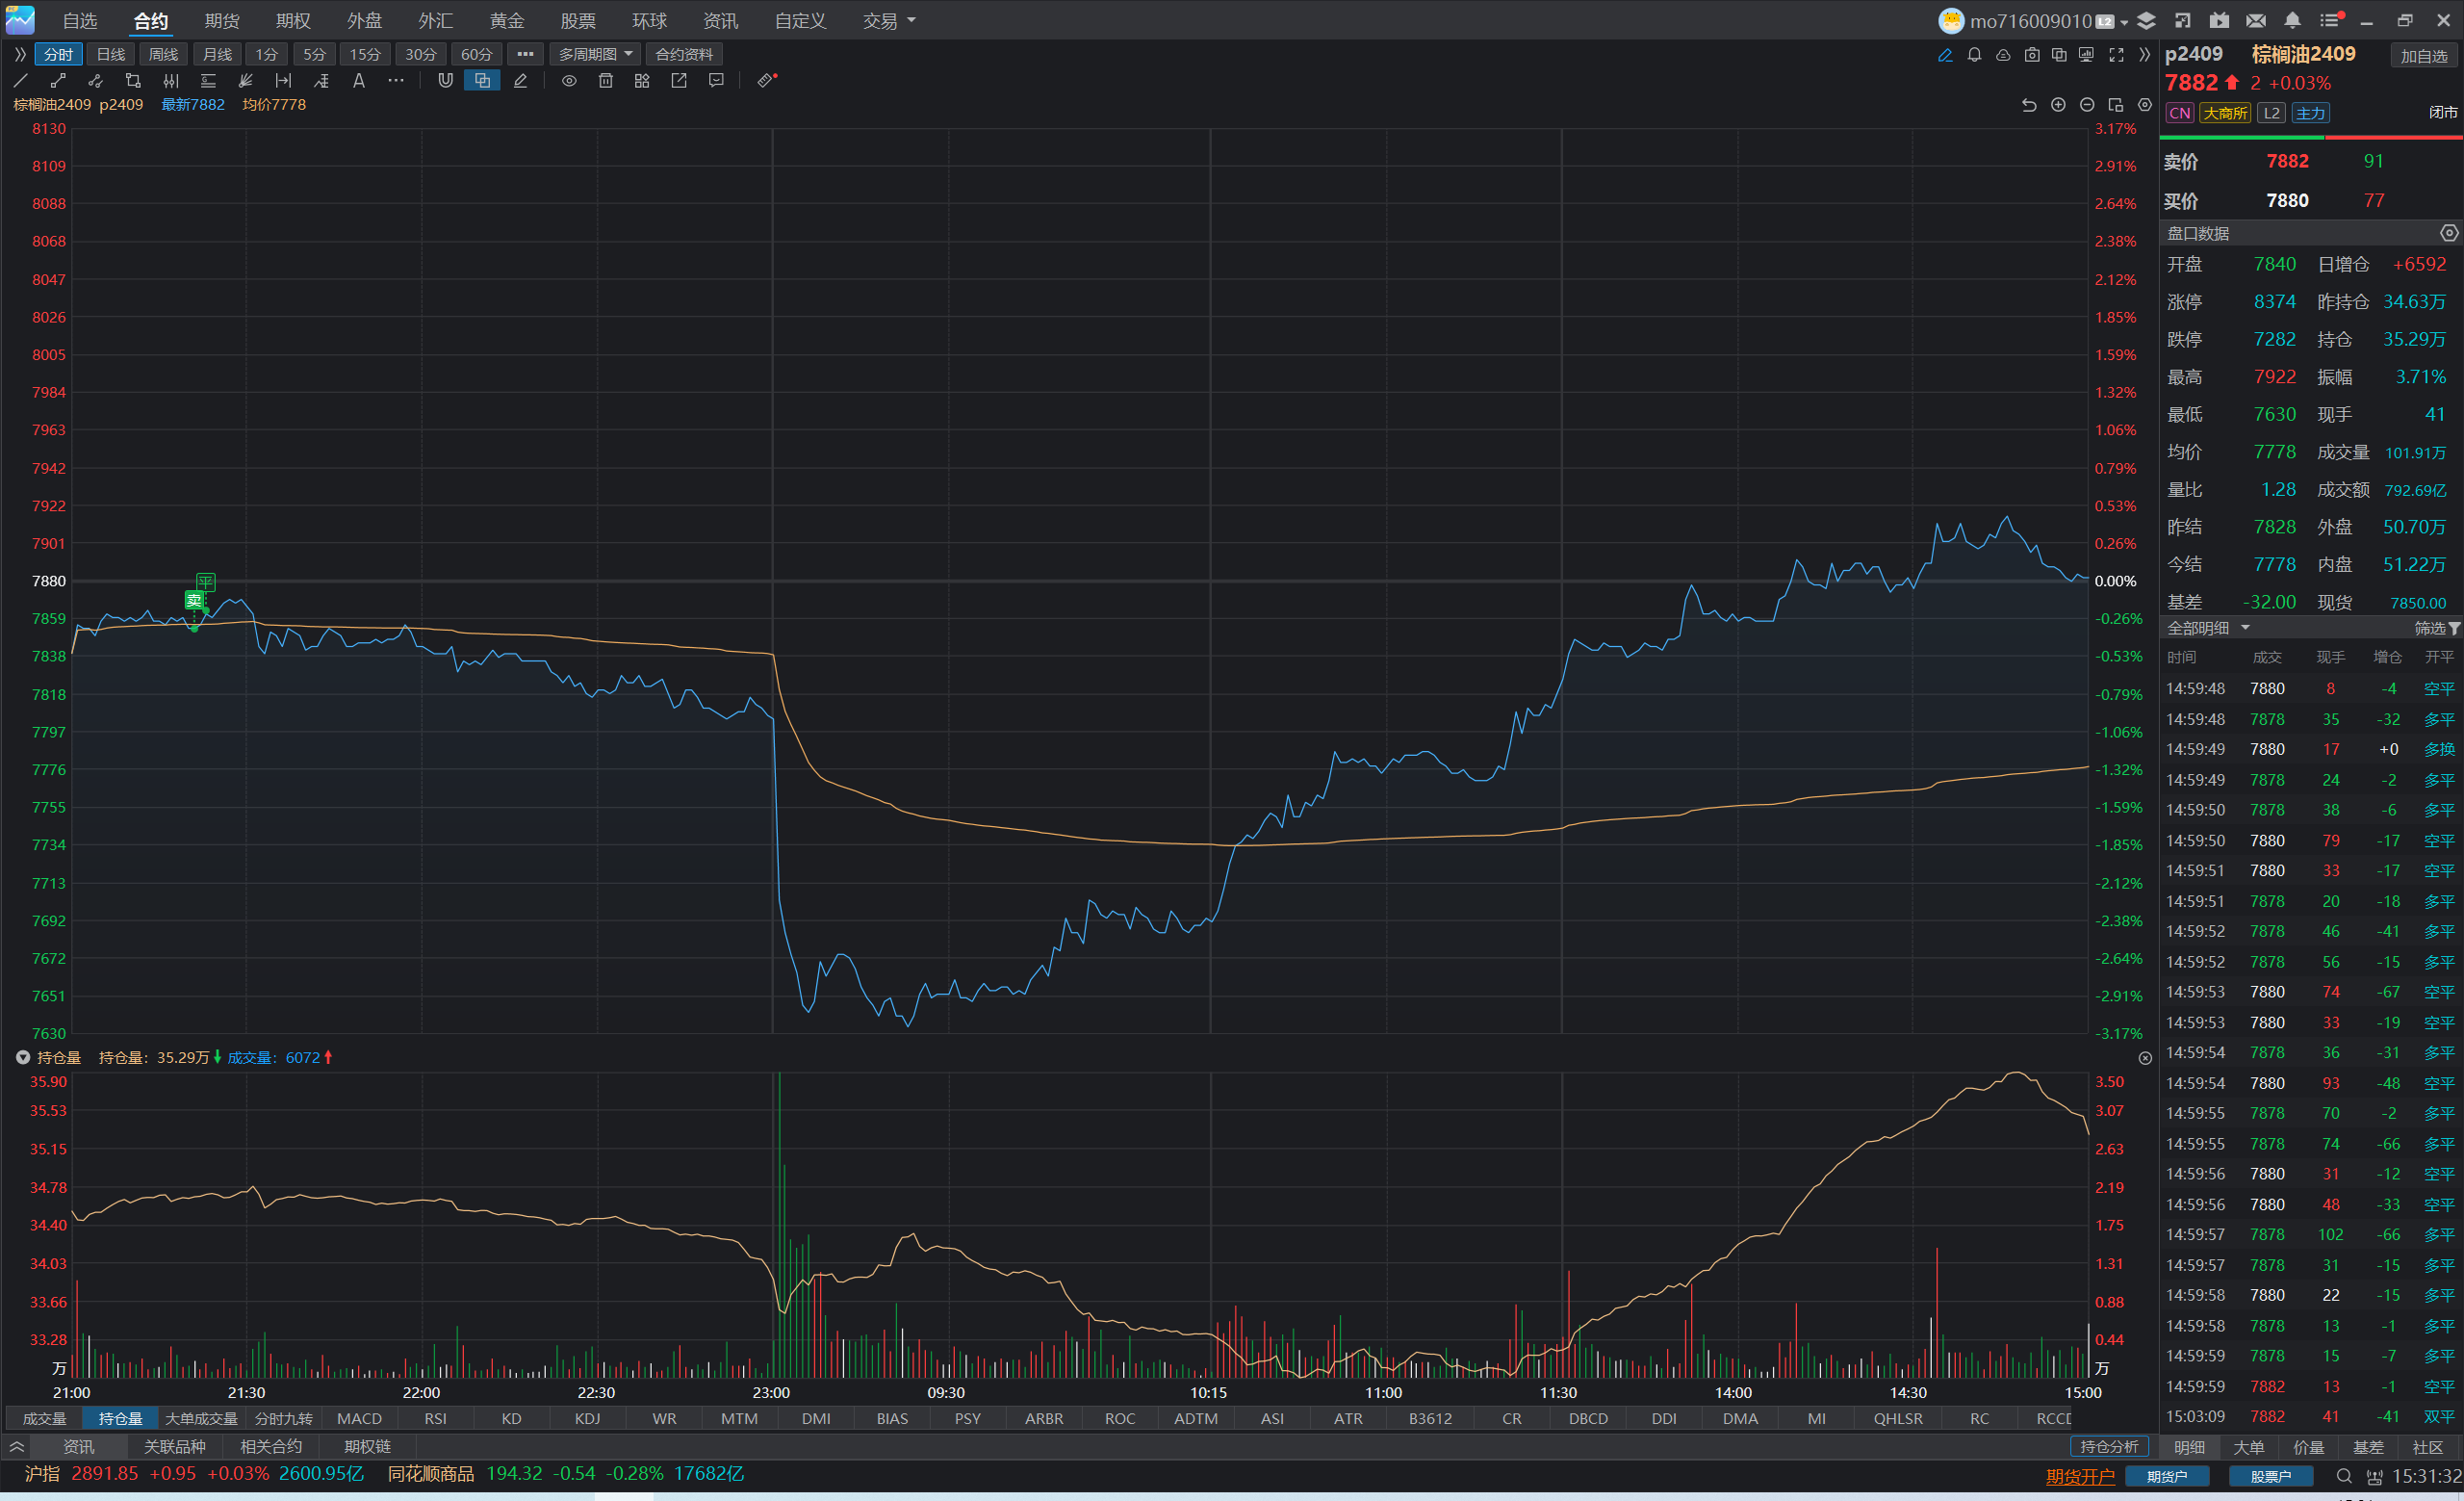 自选 合约 期货 期权 外盘 外汇 黄金 股票 环球 资讯 自定义 交易 mo716009010 L2
分时 日线 周线 月线 1分 5分 15分 30分 60分 ••• 多周期图 合约资料
棕榈油2409 p2409 最新7882 均价7778
8130 3.17%
8109 2.91%
8088 2.64%
8068 2.38%
8047 2.12%
8026 1.85%
8005 1.59%
7984 1.32%
7963 1.06%
7942 0.79%
7922 0.53%
7901 0.26%
7880 0.00%
7859 -0.26%
7838 -0.53%
7818 -0.79%
7797 -1.06%
7776 -1.32%
7755 -1.59%
7734 -1.85%
7713 -2.12%
7692 -2.38%
7672 -2.64%
7651 -2.91%
7630 -3.17%
平
卖
持仓量 持仓量: 35.29万 成交量: 6072
35.90 3.50
35.53 3.07
35.15 2.63
34.78 2.19
34.40 1.75
34.03 1.31
33.66 0.88
33.28 0.44
万 万
21:00 21:30 22:00 22:30 23:00 09:30 10:15 11:00 11:30 14:00 14:30 15:00
成交量 持仓量 大单成交量 分时九转 MACD RSI KD KDJ WR MTM DMI BIAS PSY ARBR ROC ADTM ASI ATR B3612 CR DBCD DDI DMA MI QHLSR RC RCCD
资讯 关联品种 相关合约 期权链 持仓分析
p2409 棕榈油2409 加自选
7882 2 +0.03%
CN 大商所 L2 主力 闭市
卖价 7882 91
买价 7880 77
盘口数据
开盘 7840 日增仓 +6592
涨停 8374 昨持仓 34.63万
跌停 7282 持仓 35.29万
最高 7922 振幅 3.71%
最低 7630 现手 41
均价 7778 成交量 101.91万
量比 1.28 成交额 792.69亿
昨结 7828 外盘 50.70万
今结 7778 内盘 51.22万
基差 -32.00 现货 7850.00
全部明细 筛选
时间 成交 现手 增仓 开平
14:59:48 7880 8 -4 空平
14:59:48 7878 35 -32 多平
14:59:49 7880 17 +0 多换
14:59:49 7878 24 -2 多平
14:59:50 7878 38 -6 多平
14:59:50 7880 79 -17 空平
14:59:51 7880 33 -17 空平
14:59:51 7878 20 -18 多平
14:59:52 7878 46 -41 多平
14:59:52 7878 56 -15 多平
14:59:53 7880 74 -67 空平
14:59:53 7880 33 -19 空平
14:59:54 7878 36 -31 多平
14:59:54 7880 93 -48 空平
14:59:55 7878 70 -2 多平
14:59:55 7878 74 -66 多平
14:59:56 7880 31 -12 空平
14:59:56 7880 48 -33 空平
14:59:57 7878 102 -66 多平
14:59:57 7878 31 -15 多平
14:59:58 7880 22 -15 多平
14:59:58 7878 13 -1 多平
14:59:59 7878 15 -7 多平
14:59:59 7882 13 -1 空平
15:03:09 7882 41 -41 双平
明细 大单 价量 基差 社区
沪指 2891.85 +0.95 +0.03% 2600.95亿 同花顺商品 194.32 -0.54 -0.28% 17682亿 期货开户 期货户 股票户 15:31:32